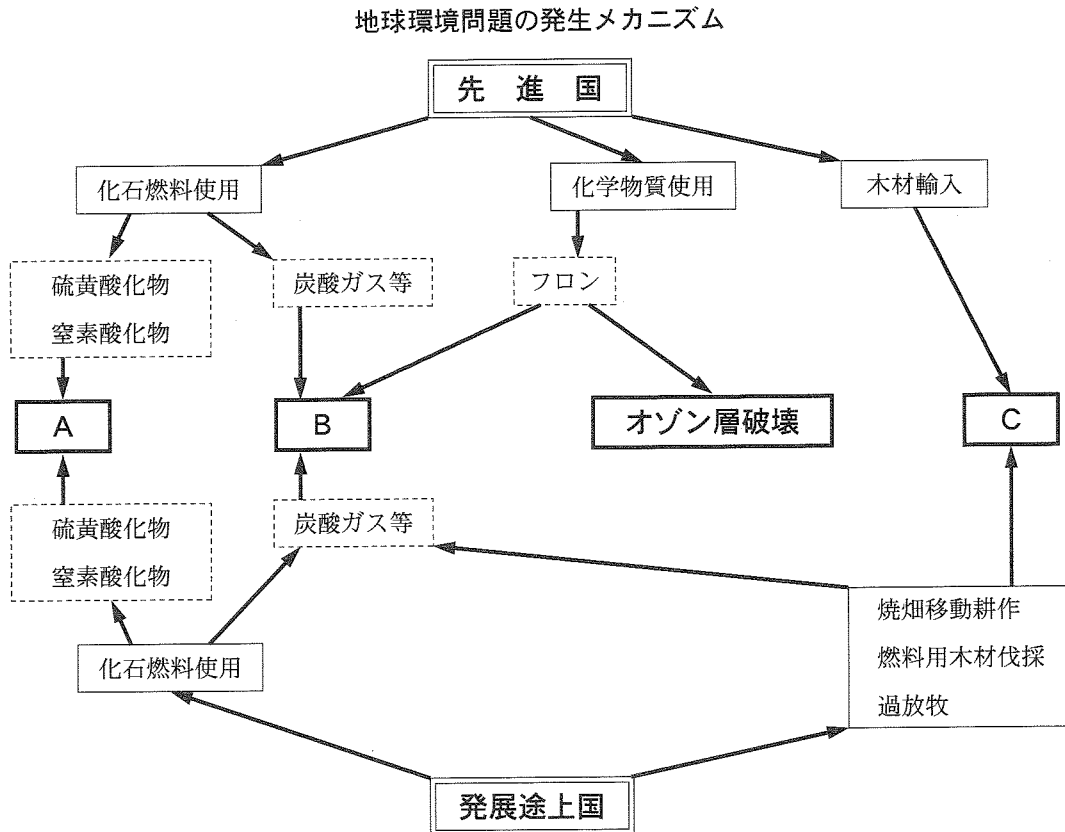 地球環境問題の発生メカニズム
先進国
化石燃料使用
化学物質使用
木材輸入
硫黄酸化物
窒素酸化物
炭酸ガス等
フロン
A
B
オゾン層破壊
C
硫黄酸化物
窒素酸化物
炭酸ガス等
焼畑移動耕作
燃料用木材伐採
過放牧
化石燃料使用
発展途上国